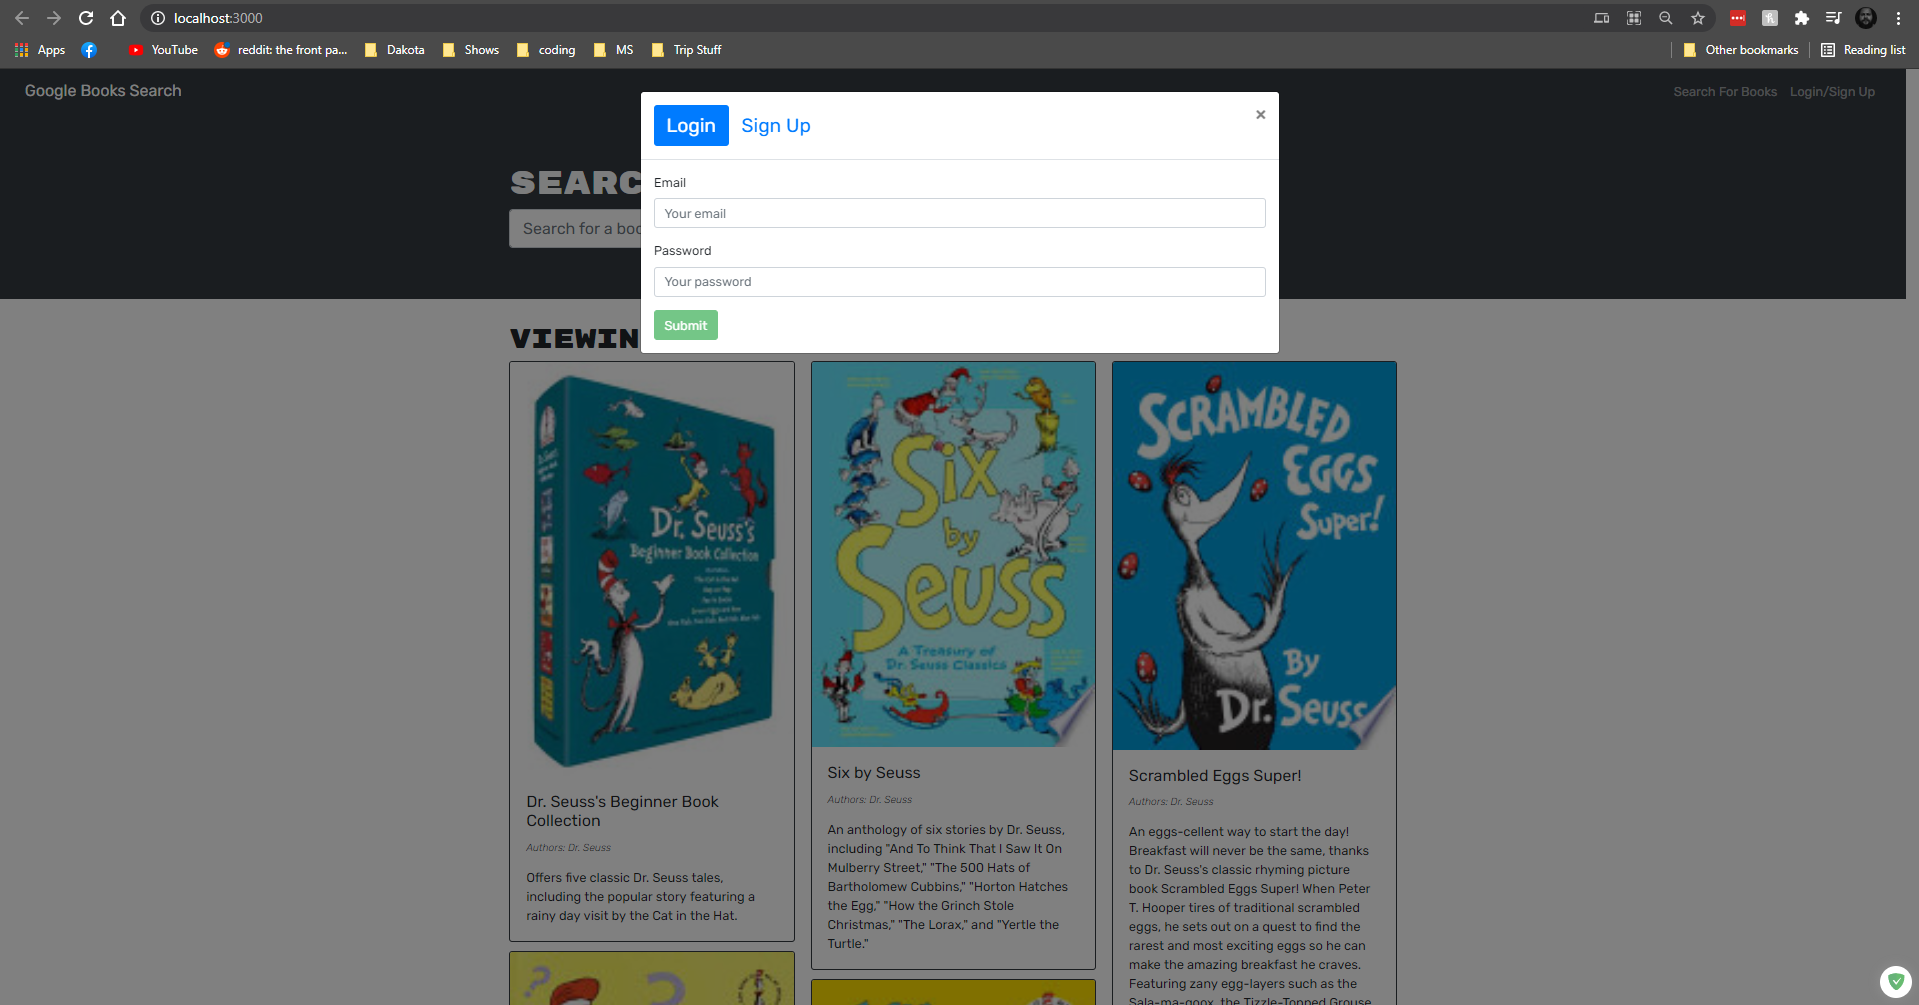 localhost:3000
Apps
YouTube
reddit: the front pa...
Dakota
Shows
coding
MS
Trip Stuff
Other bookmarks
Reading list
Google Books Search
Search For Books
Login/Sign Up
Login
Sign Up
×
Email
Your email
Password
Your password
Submit
SEARC
Search for a boo
VIEWIN
Dr. Seuss's
Beginner Book Collection
Dr. Seuss's Beginner Book
Collection
Authors: Dr. Seuss
Offers five classic Dr. Seuss tales,
including the popular story featuring a
rainy day visit by the Cat in the Hat.
Six
by
Seuss
A Treasury of
Dr. Seuss Classics
Six by Seuss
Authors: Dr. Seuss
An anthology of six stories by Dr. Seuss,
including "And To Think That I Saw It On
Mulberry Street," "The 500 Hats of
Bartholomew Cubbins," "Horton Hatches
the Egg," "How the Grinch Stole
Christmas," "The Lorax," and "Yertle the
Turtle."
SCRAMBLED
EGGS
Super!
By
Dr. Seuss
Scrambled Eggs Super!
Authors: Dr. Seuss
An eggs-cellent way to start the day!
Breakfast will never be the same, thanks
to Dr. Seuss's classic rhyming picture
book Scrambled Eggs Super! When Peter
T. Hooper tires of traditional scrambled
eggs, he sets out on a quest to find the
rarest and most exciting eggs so he can
make the amazing breakfast he craves.
Featuring zany egg-layers such as the
Sala-ma-goox, the Tizzle-Topped Grouse